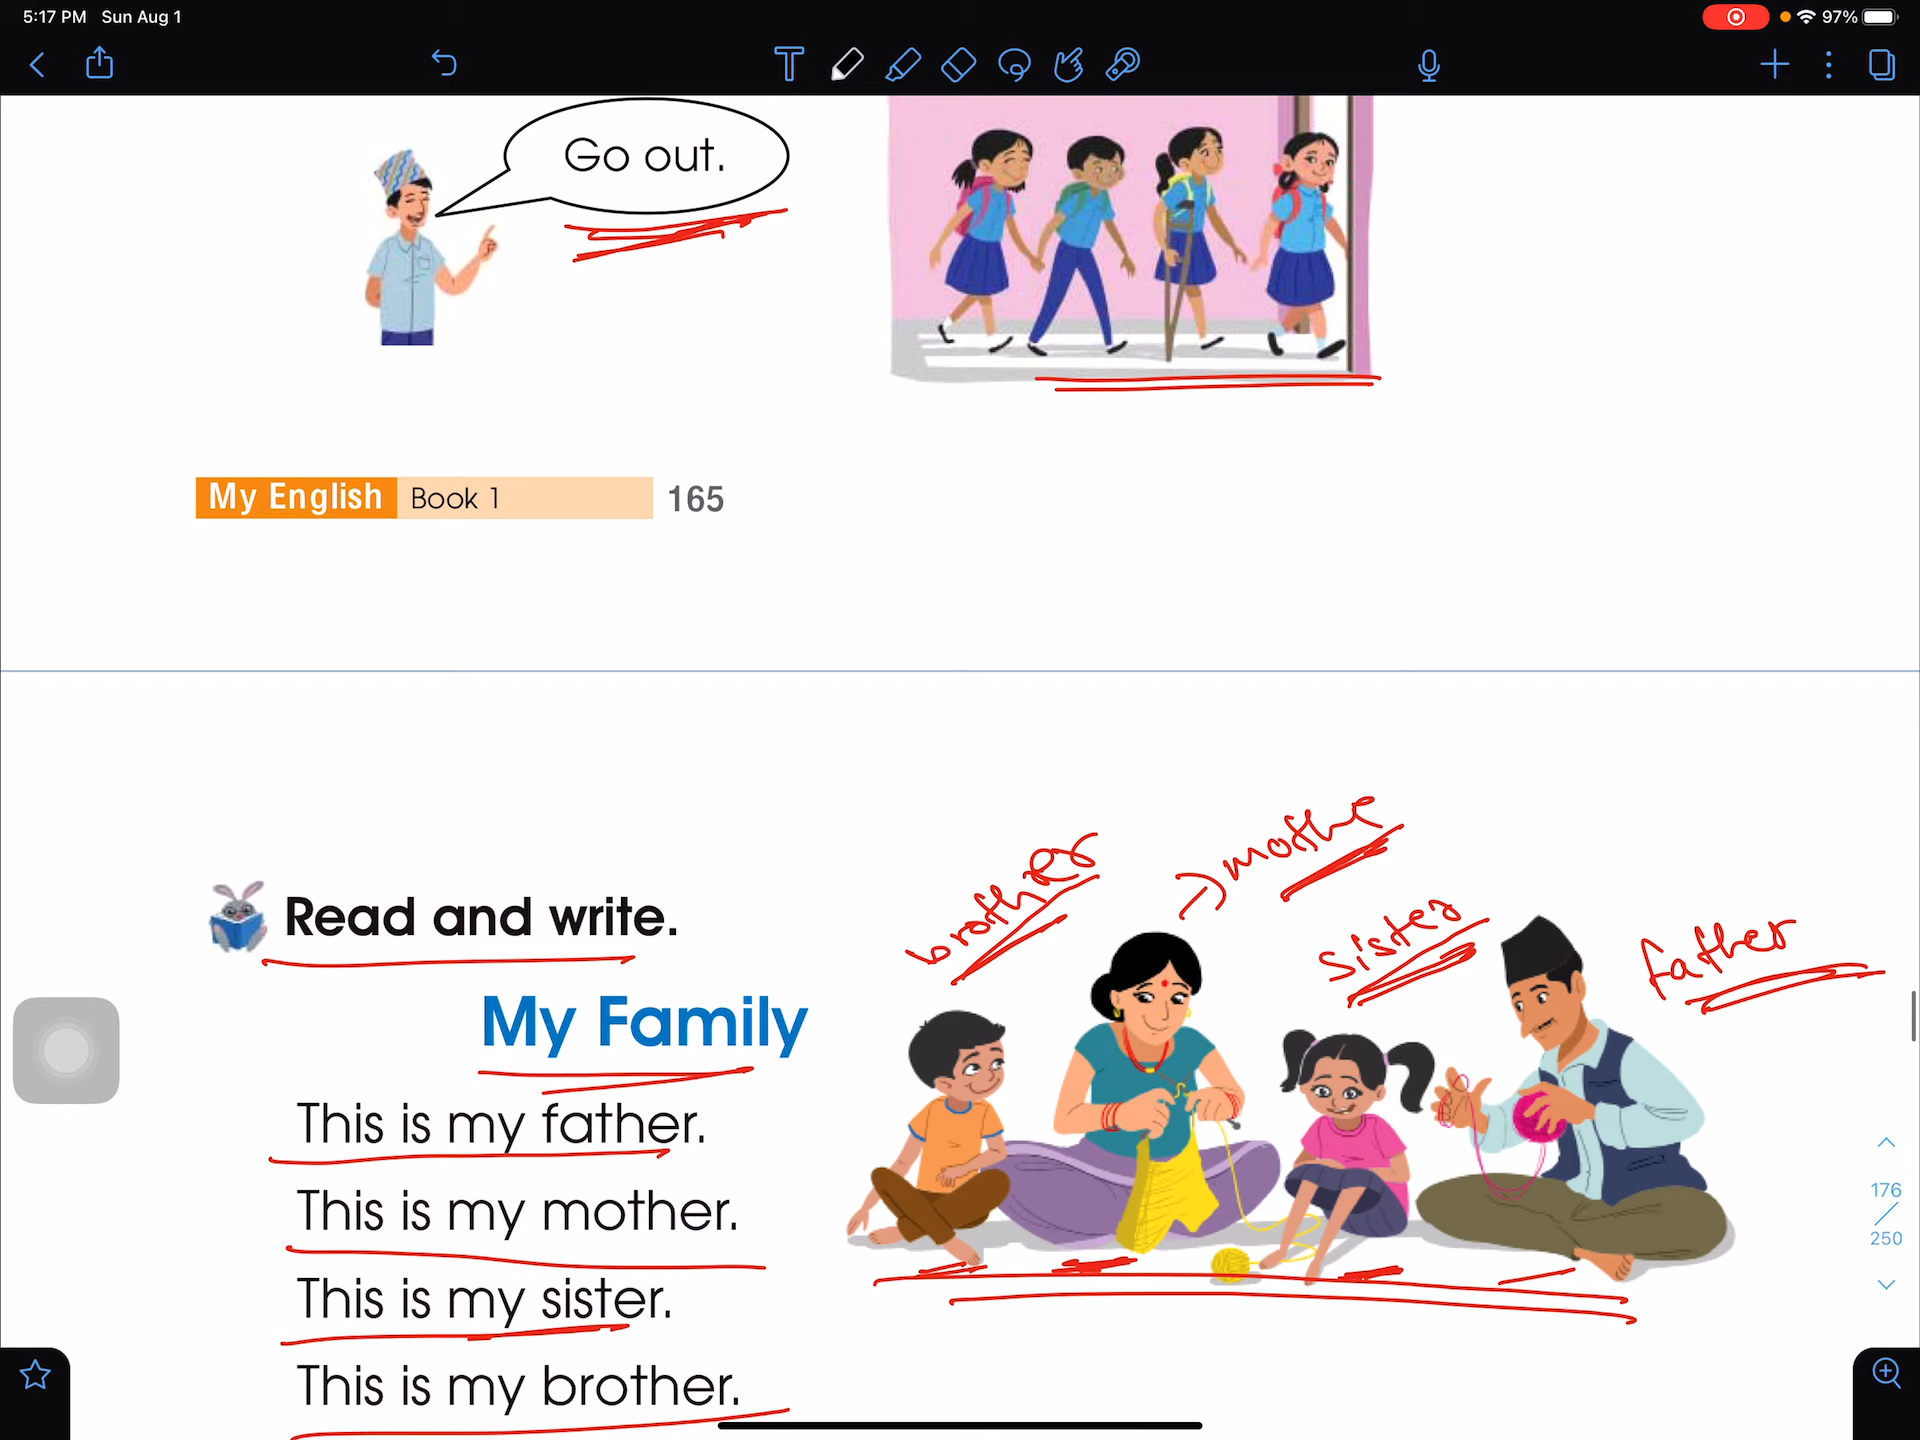 5:17 PM Sun Aug 1
97%
Go out.
My English Book 1 165
Read and write.
My Family
This is my father.
This is my mother.
This is my sister.
This is my brother.
brother
mothe
sister
father
176
250